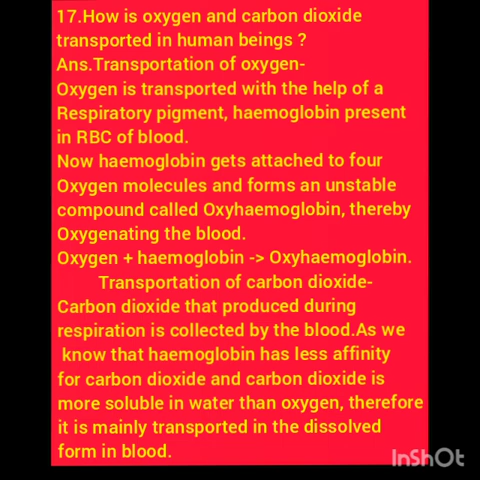 17.How is oxygen and carbon dioxide
transported in human beings ?
Ans.Transportation of oxygen-
Oxygen is transported with the help of a
Respiratory pigment, haemoglobin present
in RBC of blood.
Now haemoglobin gets attached to four
Oxygen molecules and forms an unstable
compound called Oxyhaemoglobin, thereby
Oxygenating the blood.
Oxygen + haemoglobin -> Oxyhaemoglobin.
Transportation of carbon dioxide-
Carbon dioxide that produced during
respiration is collected by the blood.As we
know that haemoglobin has less affinity
for carbon dioxide and carbon dioxide is
more soluble in water than oxygen, therefore
it is mainly transported in the dissolved
form in blood.
InShOt